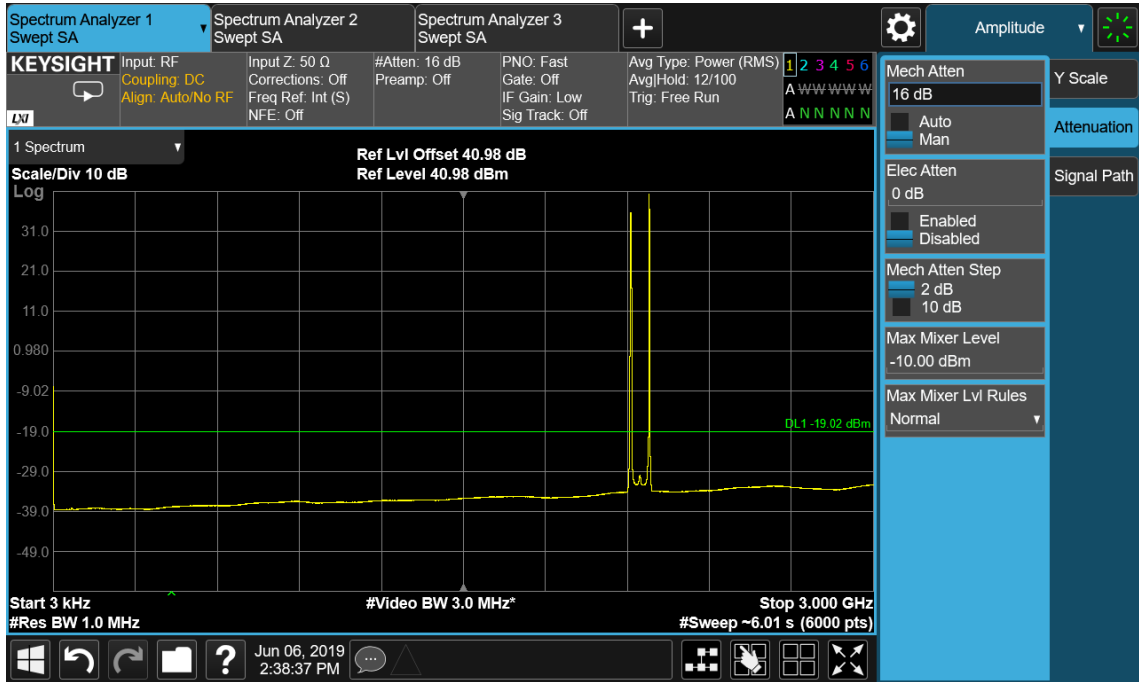 Spectrum Analyzer 1
Swept SA
Spectrum Analyzer 2
Swept SA
Spectrum Analyzer 3
Swept SA
Amplitude
KEYSIGHT
LXI
Input: RF
Coupling: DC
Align: Auto/No RF
Input Z: 50 Ω
Corrections: Off
Freq Ref: Int (S)
NFE: Off
#Atten: 16 dB
Preamp: Off
PNO: Fast
Gate: Off
IF Gain: Low
Sig Track: Off
Avg Type: Power (RMS)
Avg|Hold: 12/100
Trig: Free Run
1 2 3 4 5 6
A W W W W W
A N N N N N
1 Spectrum
Scale/Div 10 dB
Log
Ref Lvl Offset 40.98 dB
Ref Level 40.98 dBm
31.0
21.0
11.0
0.980
-9.02
-19.0
-29.0
-39.0
-49.0
DL1 -19.02 dBm
Start 3 kHz
#Res BW 1.0 MHz
#Video BW 3.0 MHz*
Stop 3.000 GHz
#Sweep ~6.01 s (6000 pts)
Mech Atten
16 dB
Auto
Man
Elec Atten
0 dB
Enabled
Disabled
Mech Atten Step
2 dB
10 dB
Max Mixer Level
-10.00 dBm
Max Mixer Lvl Rules
Normal
Y Scale
Attenuation
Signal Path
?
Jun 06, 2019
2:38:37 PM